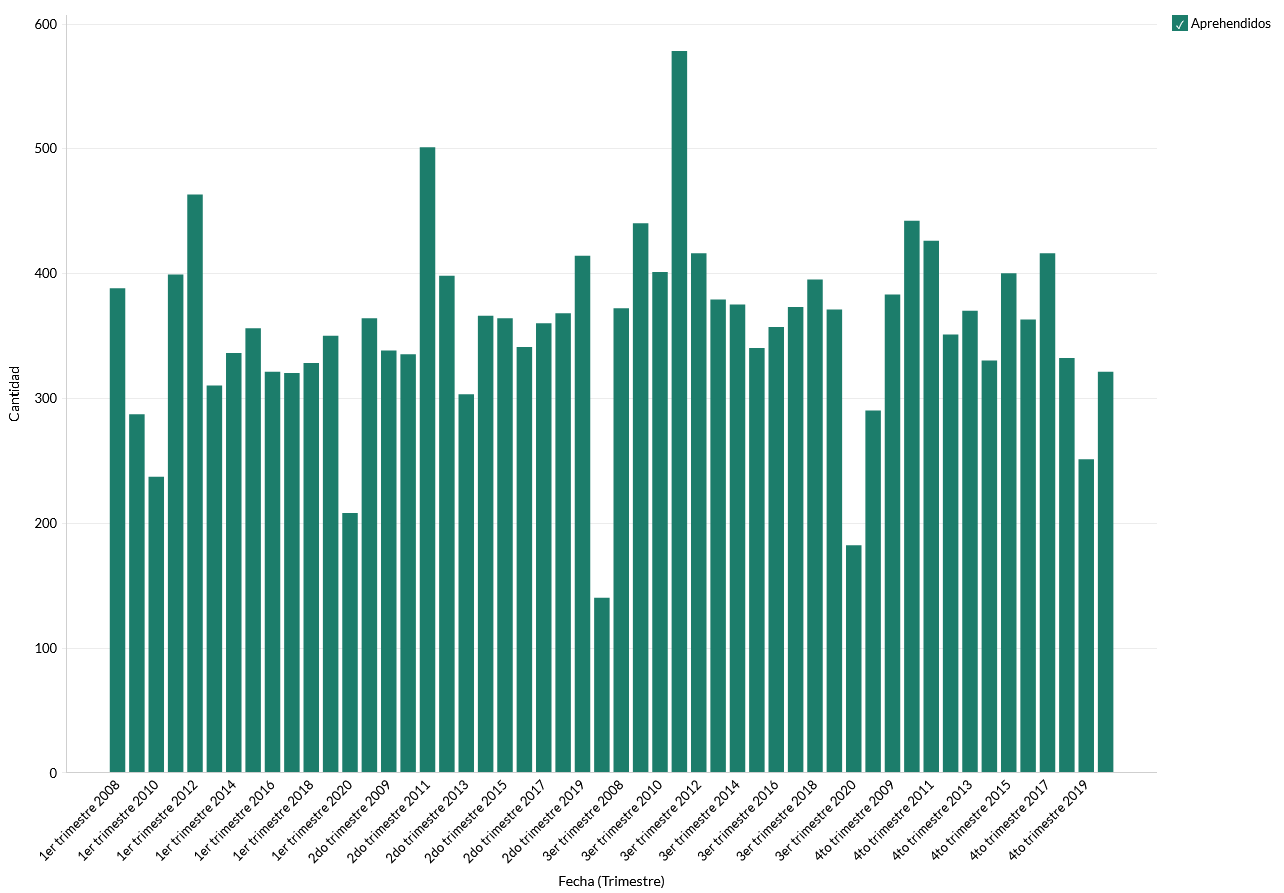 600
500
400
300
200
100
0
Cantidad
1er trimestre 2008
1er trimestre 2010
1er trimestre 2012
1er trimestre 2014
1er trimestre 2016
1er trimestre 2018
1er trimestre 2020
2do trimestre 2009
2do trimestre 2011
2do trimestre 2013
2do trimestre 2015
2do trimestre 2017
2do trimestre 2019
3er trimestre 2008
3er trimestre 2010
3er trimestre 2012
3er trimestre 2014
3er trimestre 2016
3er trimestre 2018
3er trimestre 2020
4to trimestre 2009
4to trimestre 2011
4to trimestre 2013
4to trimestre 2015
4to trimestre 2017
4to trimestre 2019
Fecha (Trimestre)
Aprehendidos